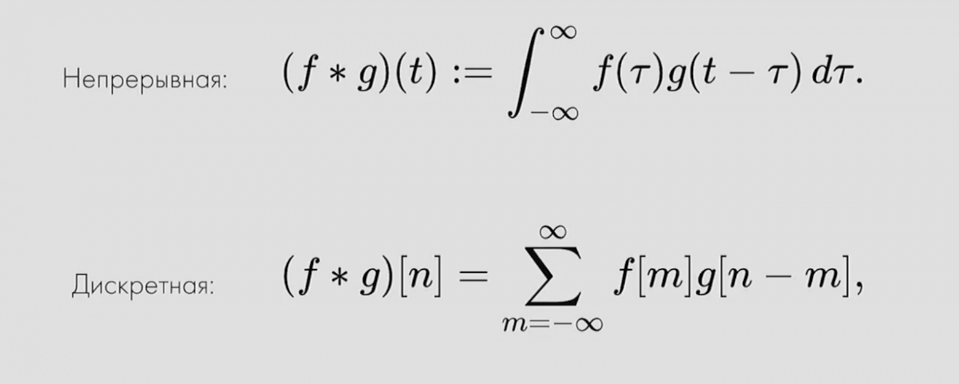 Непрерывная: (f ∗ g)(t) := ∫_{−∞}^{∞} f(τ)g(t − τ) dτ.
Дискретная: (f ∗ g)[n] = ∑_{m=−∞}^{∞} f[m]g[n − m],